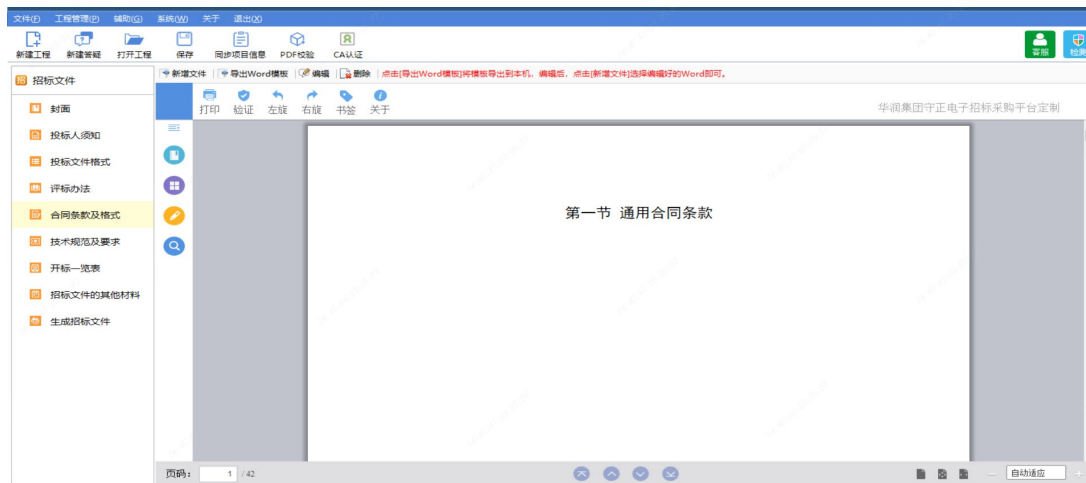 文件(F) 工程管理(P) 辅助(G) 系统(W) 关于 退出(X)
新建工程 新建答疑 打开工程 保存 同步项目信息 PDF校验 CA认证 客服 检测
招标文件
新增文件 导出Word模板 编辑 删除 点击[导出Word模板]将模板导出到本机，编辑后，点击[新增文件]选择编辑好的Word即可。
封面
投标人须知
投标文件格式
评标办法
合同条款及格式
技术规范及要求
开标一览表
招标文件的其他材料
生成招标文件
打印 验证 左旋 右旋 书签 关于
华润集团守正电子招标采购平台定制
第一节 通用合同条款
页码： 1 / 42
自动适应